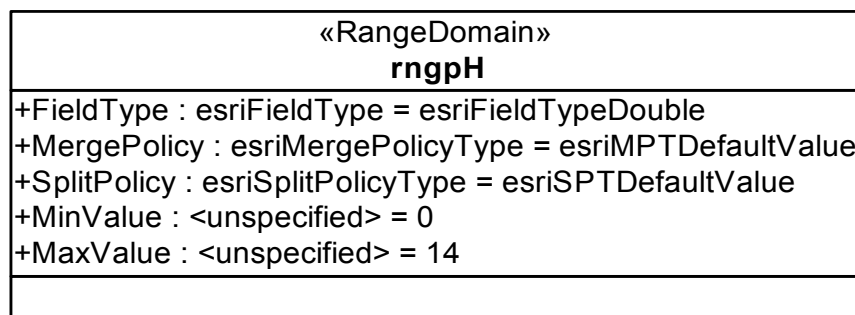 «RangeDomain»
rngpH
+FieldType : esriFieldType = esriFieldTypeDouble
+MergePolicy : esriMergePolicyType = esriMPTDefaultValue
+SplitPolicy : esriSplitPolicyType = esriSPTDefaultValue
+MinValue : <unspecified> = 0
+MaxValue : <unspecified> = 14